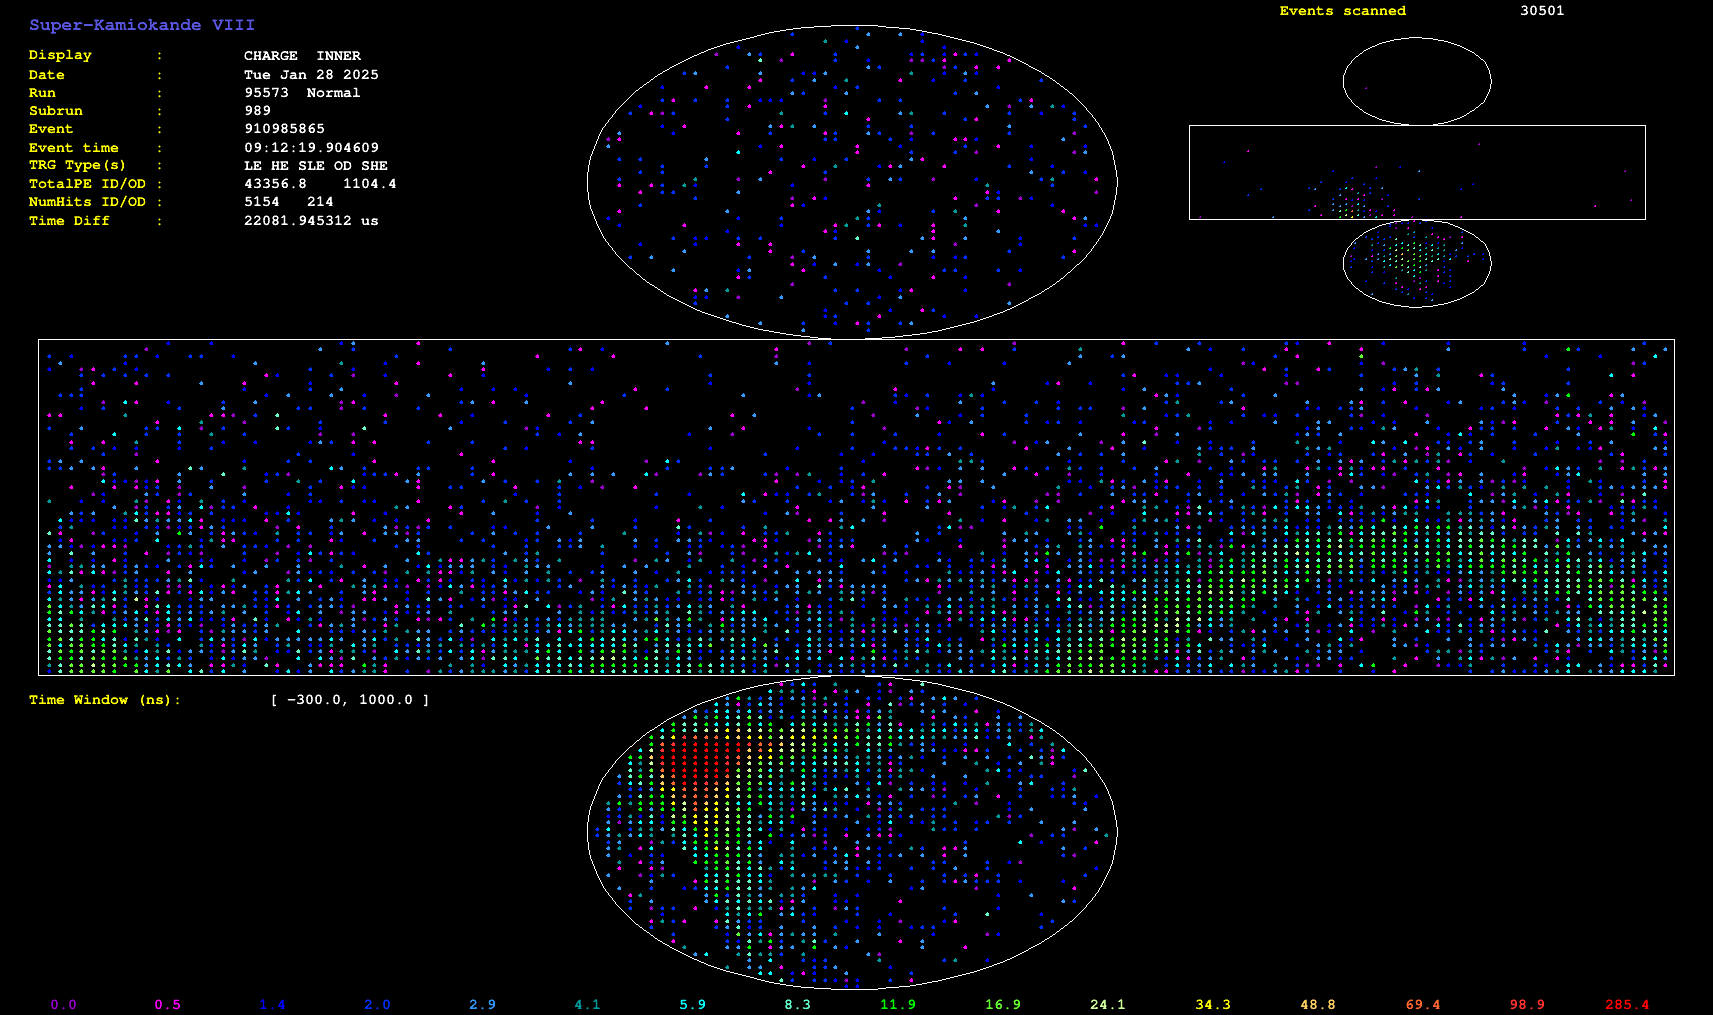 Super-Kamiokande VIII
Events scanned 30501
Display : CHARGE INNER
Date : Tue Jan 28 2025
Run : 95573 Normal
Subrun : 989
Event : 910985865
Event time : 09:12:19.904609
TRG Type(s) : LE HE SLE OD SHE
TotalPE ID/OD : 43356.8 1104.4
NumHits ID/OD : 5154 214
Time Diff : 22081.945312 us
Time Window (ns): [ -300.0, 1000.0 ]
0.0 0.5 1.4 2.0 2.9 4.1 5.9 8.3 11.9 16.9 24.1 34.3 48.8 69.4 98.9 285.4